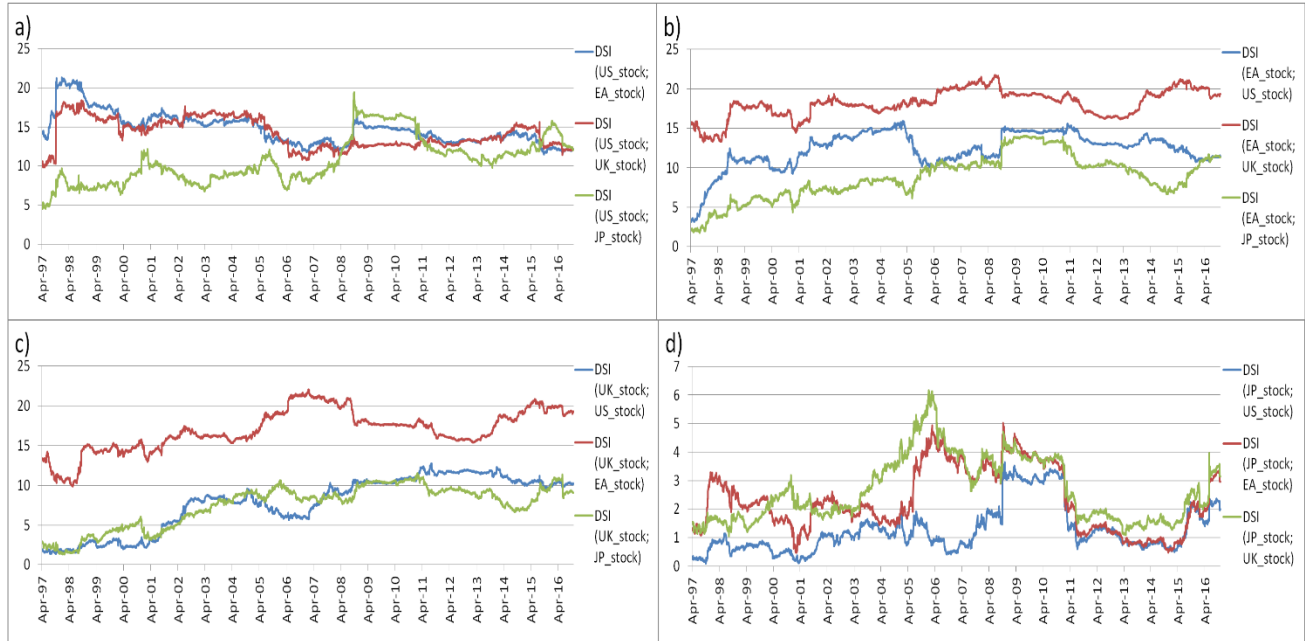 a)
25
20
15
10
5
0
Apr-97
Apr-98
Apr-99
Apr-00
Apr-01
Apr-02
Apr-03
Apr-04
Apr-05
Apr-06
Apr-07
Apr-08
Apr-09
Apr-10
Apr-11
Apr-12
Apr-13
Apr-14
Apr-15
Apr-16
DSI
(US_stock;
EA_stock)
DSI
(US_stock;
UK_stock)
DSI
(US_stock;
JP_stock)
b)
25
20
15
10
5
0
Apr-97
Apr-98
Apr-99
Apr-00
Apr-01
Apr-02
Apr-03
Apr-04
Apr-05
Apr-06
Apr-07
Apr-08
Apr-09
Apr-10
Apr-11
Apr-12
Apr-13
Apr-14
Apr-15
Apr-16
DSI
(EA_stock;
US_stock)
DSI
(EA_stock;
UK_stock)
DSI
(EA_stock;
JP_stock)
c)
25
20
15
10
5
0
Apr-97
Apr-98
Apr-99
Apr-00
Apr-01
Apr-02
Apr-03
Apr-04
Apr-05
Apr-06
Apr-07
Apr-08
Apr-09
Apr-10
Apr-11
Apr-12
Apr-13
Apr-14
Apr-15
Apr-16
DSI
(UK_stock;
US_stock)
DSI
(UK_stock;
EA_stock)
DSI
(UK_stock;
JP_stock)
d)
7
6
5
4
3
2
1
0
Apr-97
Apr-98
Apr-99
Apr-00
Apr-01
Apr-02
Apr-03
Apr-04
Apr-05
Apr-06
Apr-07
Apr-08
Apr-09
Apr-10
Apr-11
Apr-12
Apr-13
Apr-14
Apr-15
Apr-16
DSI
(JP_stock;
US_stock)
DSI
(JP_stock;
EA_stock)
DSI
(JP_stock;
UK_stock)